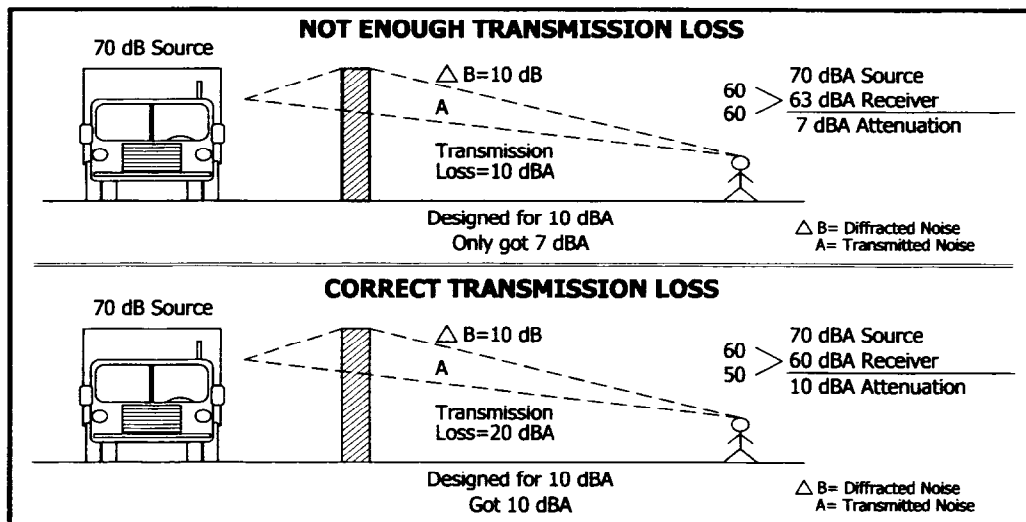 NOT ENOUGH TRANSMISSION LOSS
70 dB Source
△ B=10 dB
A
Transmission
Loss=10 dBA
60
60
70 dBA Source
63 dBA Receiver
7 dBA Attenuation
Designed for 10 dBA
Only got 7 dBA
△ B= Diffracted Noise
A= Transmitted Noise
CORRECT TRANSMISSION LOSS
70 dB Source
△ B=10 dB
A
Transmission
Loss=20 dBA
60
50
70 dBA Source
60 dBA Receiver
10 dBA Attenuation
Designed for 10 dBA
Got 10 dBA
△ B= Diffracted Noise
A= Transmitted Noise